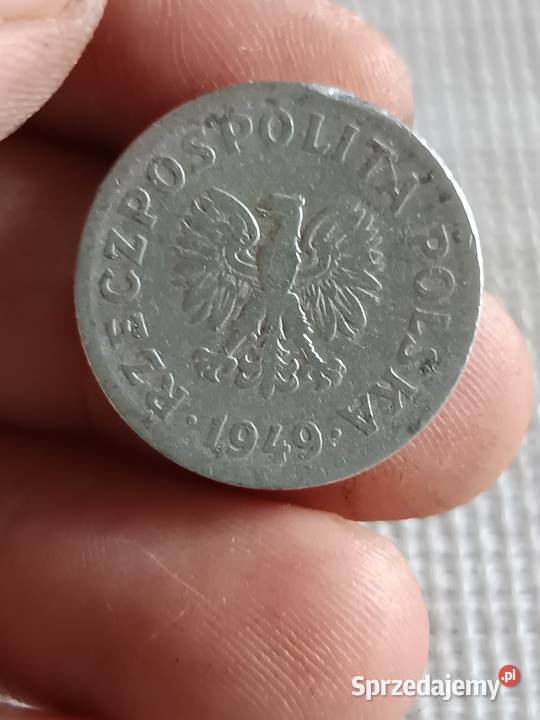 RZECZPOSPOLITA POLSKA
· 1949 ·
Sprzedajemy.pl